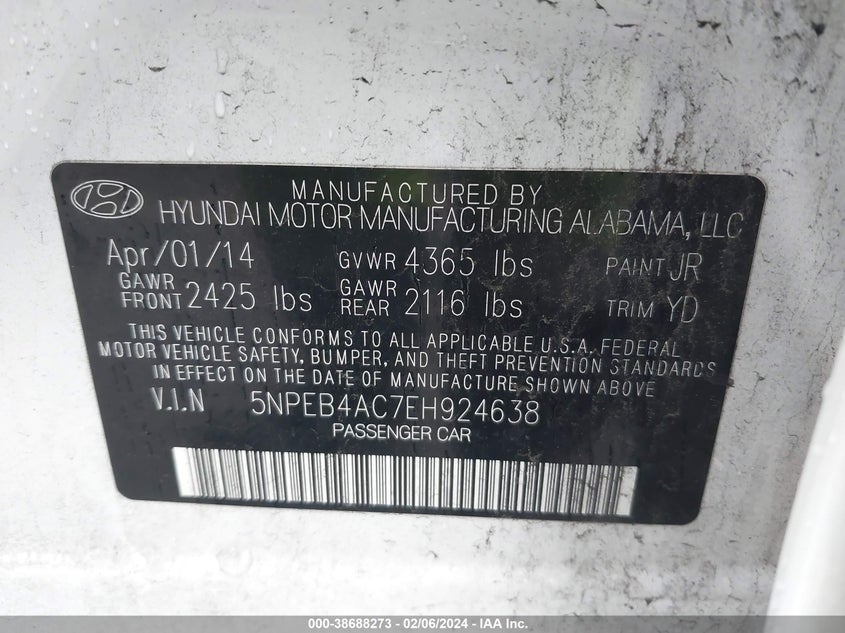 MANUFACTURED BY
HYUNDAI MOTOR MANUFACTURING ALABAMA, LLC
Apr/01/14 GVWR 4365 lbs PAINT JR
GAWR FRONT 2425 lbs GAWR REAR 2116 lbs TRIM YD
THIS VEHICLE CONFORMS TO ALL APPLICABLE U.S.A. FEDERAL
MOTOR VEHICLE SAFETY, BUMPER, AND THEFT PREVENTION STANDARDS
IN EFFECT ON THE DATE OF MANUFACTURE SHOWN ABOVE
V.I.N 5NPEB4AC7EH924638
PASSENGER CAR
000-38688273 - 02/06/2024 - IAA Inc.